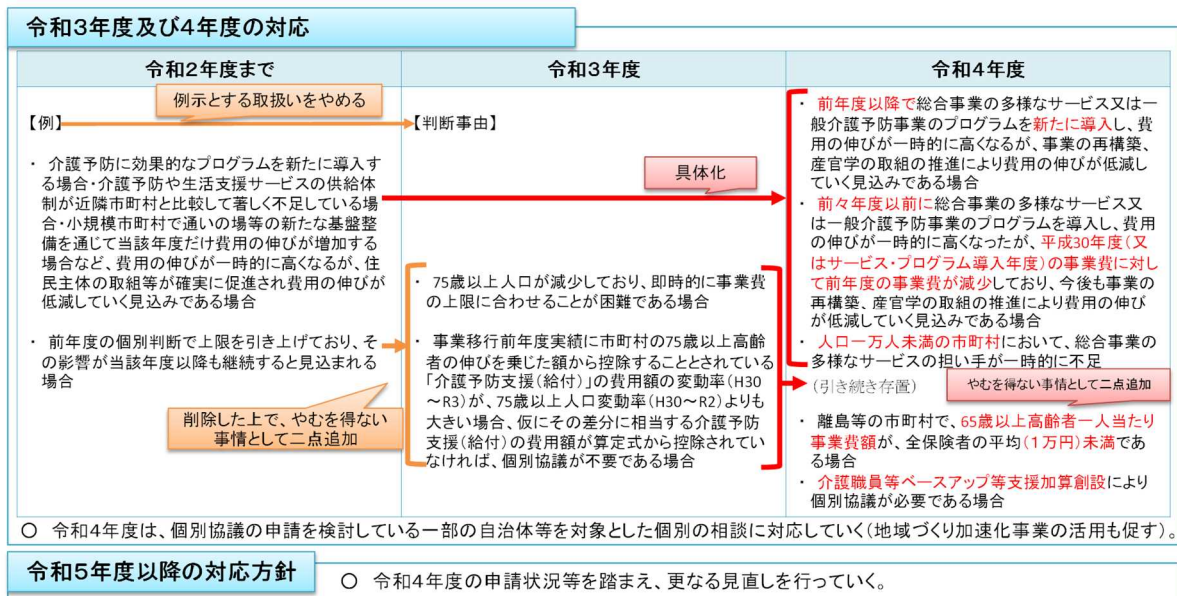 令和3年度及び4年度の対応
令和2年度まで
例示とする取扱いをやめる
【例】
・ 介護予防に効果的なプログラムを新たに導入す
る場合・介護予防や生活支援サービスの供給体
制が近隣市町村と比較して著しく不足している場
合・小規模市町村で通いの場等の新たな基盤整
備を通じて当該年度だけ費用の伸びが増加する
場合など、費用の伸びが一時的に高くなるが、住
民主体の取組等が確実に促進され費用の伸びが
低減していく見込みである場合
・ 前年度の個別判断で上限を引き上げており、そ
の影響が当該年度以降も継続すると見込まれる
場合
削除した上で、やむを得ない
事情として二点追加
令和3年度
【判断事由】
・ 75歳以上人口が減少しており、即時的に事業費
の上限に合わせることが困難である場合
・ 事業移行前年度実績に市町村の75歳以上高齢
者の伸びを乗じた額から控除することとされている
「介護予防支援(給付)」の費用額の変動率(H30
～R3)が、75歳以上人口変動率(H30～R2)よりも
大きい場合、仮にその差分に相当する介護予防
支援(給付)の費用額が算定式から控除されてい
なければ、個別協議が不要である場合
具体化
令和4年度
・ 前年度以降で総合事業の多様なサービス又は一
般介護予防事業のプログラムを新たに導入し、費
用の伸びが一時的に高くなるが、事業の再構築、
産官学の取組の推進により費用の伸びが低減し
ていく見込みである場合
・ 前々年度以前に総合事業の多様なサービス又
は一般介護予防事業のプログラムを導入し、費用
の伸びが一時的に高くなったが、平成30年度(又
はサービス・プログラム導入年度)の事業費に対し
て前年度の事業費が減少しており、今後も事業の
再構築、産官学の取組の推進により費用の伸び
が低減していく見込みである場合
・ 人口一万人未満の市町村において、総合事業の
多様なサービスの担い手が一時的に不足
(引き続き存置)
やむを得ない事情として二点追加
・ 離島等の市町村で、65歳以上高齢者一人当たり
事業費額が、全保険者の平均(1万円)未満であ
る場合
・ 介護職員等ベースアップ等支援加算創設により
個別協議が必要である場合
○ 令和4年度は、個別協議の申請を検討している一部の自治体等を対象とした個別の相談に対応していく(地域づくり加速化事業の活用も促す)。
令和5年度以降の対応方針
○ 令和4年度の申請状況等を踏まえ、更なる見直しを行っていく。